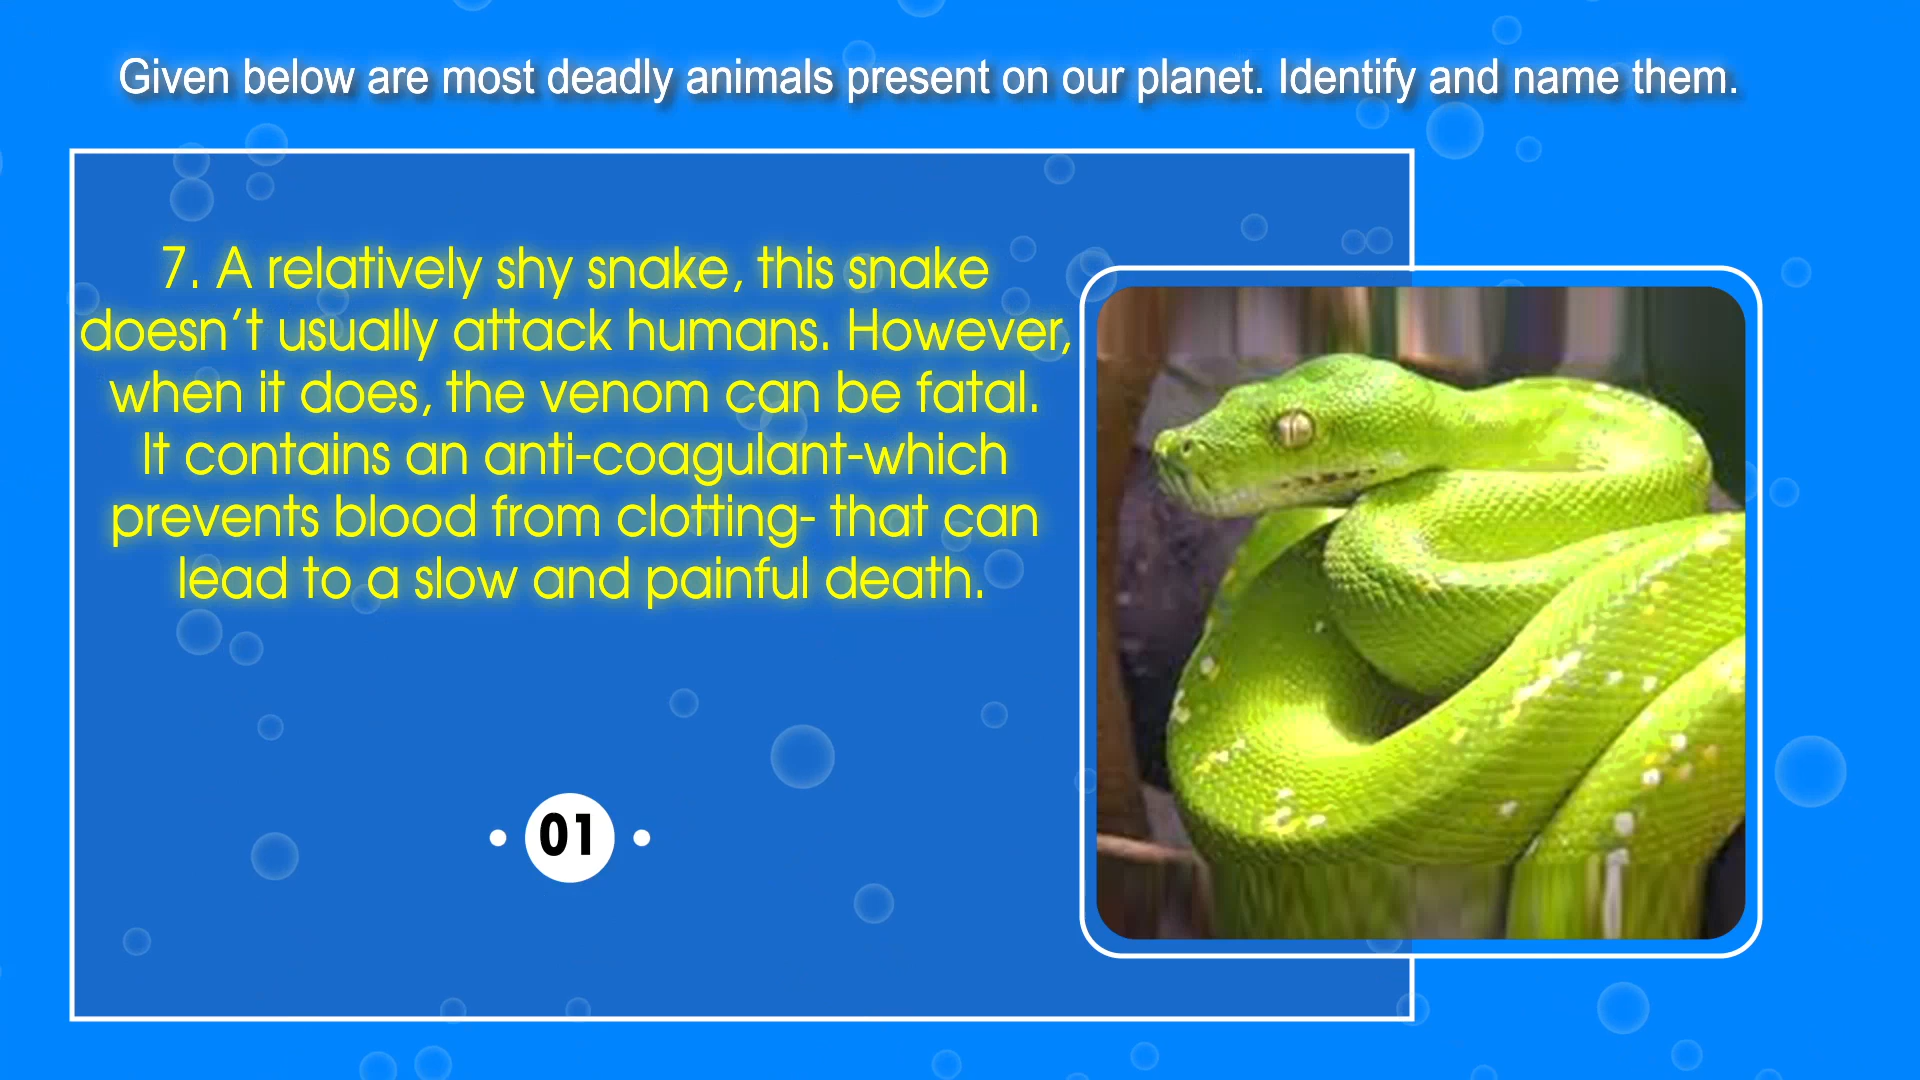 Given below are most deadly animals present on our planet. Identify and name them.
7. A relatively shy snake, this snake
doesn’t usually attack humans. However,
when it does, the venom can be fatal.
It contains an anti-coagulant-which
prevents blood from clotting- that can
lead to a slow and painful death.
01